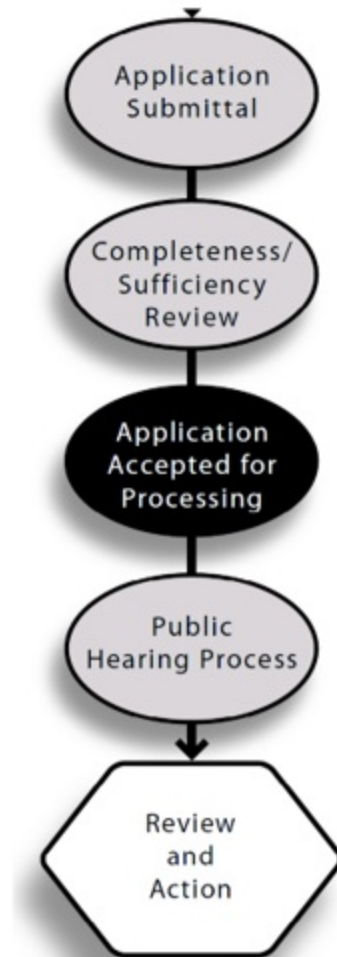 Application
Submittal
Completeness/
Sufficiency
Review
Application
Accepted for
Processing
Public
Hearing Process
Review
and
Action